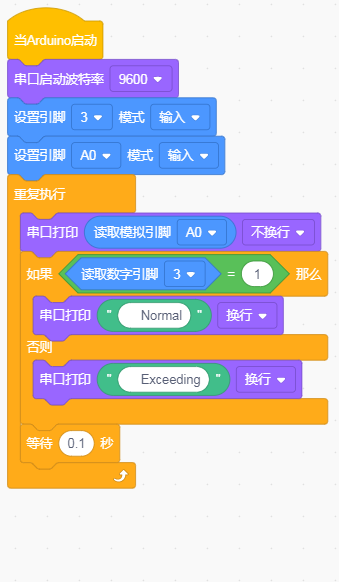 当Arduino启动
串口启动波特率 9600
设置引脚 3 模式 输入
设置引脚 A0 模式 输入
重复执行
串口打印 读取模拟引脚 A0 不换行
如果 读取数字引脚 3 = 1 那么
串口打印 " Normal " 换行
否则
串口打印 " Exceeding " 换行
等待 0.1 秒